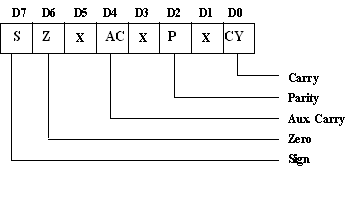 D7 D6 D5 D4 D3 D2 D1 D0
S Z X AC X P X CY
Carry
Parity
Aux. Carry
Zero
Sign